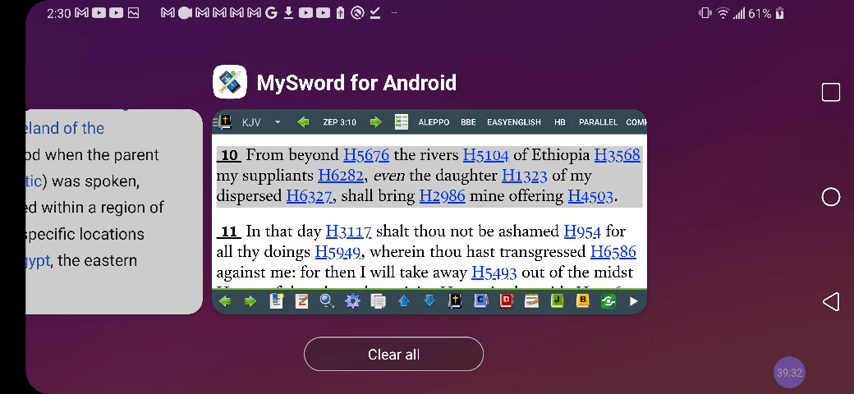 2:30
61%
MySword for Android
eland of the
od when the parent
tic) was spoken,
ed within a region of
specific locations
gypt, the eastern
KJV ZEP 3:10 ALEPPO BBE EASYENGLISH HB PARALLEL COM
10 From beyond H5676 the rivers H5104 of Ethiopia H3568
my suppliants H6282, even the daughter H1323 of my
dispersed H6327, shall bring H2986 mine offering H4503.
11 In that day H3117 shalt thou not be ashamed H954 for
all thy doings H5949, wherein thou hast transgressed H6586
against me: for then I will take away H5493 out of the midst
Clear all
39:32